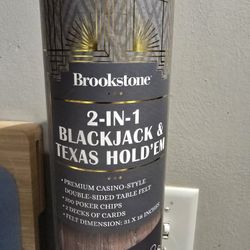 Brookstone®
2-IN-1
BLACKJACK &
TEXAS HOLD'EM
• PREMIUM CASINO-STYLE
DOUBLE-SIDED TABLE FELT
• 100 POKER CHIPS
• 2 DECKS OF CARDS
• FELT DIMENSION: 31 X 18 INCHES